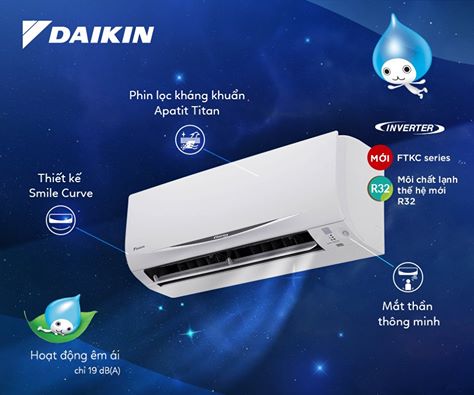 DAIKIN
Phin lọc kháng khuẩn
Apatit Titan
INVERTER
MỚI FTKC series
R32 Môi chất lạnh
thế hệ mới
R32
Thiết kế
Smile Curve
Mắt thần
thông minh
Hoạt động êm ái
chỉ 19 dB(A)